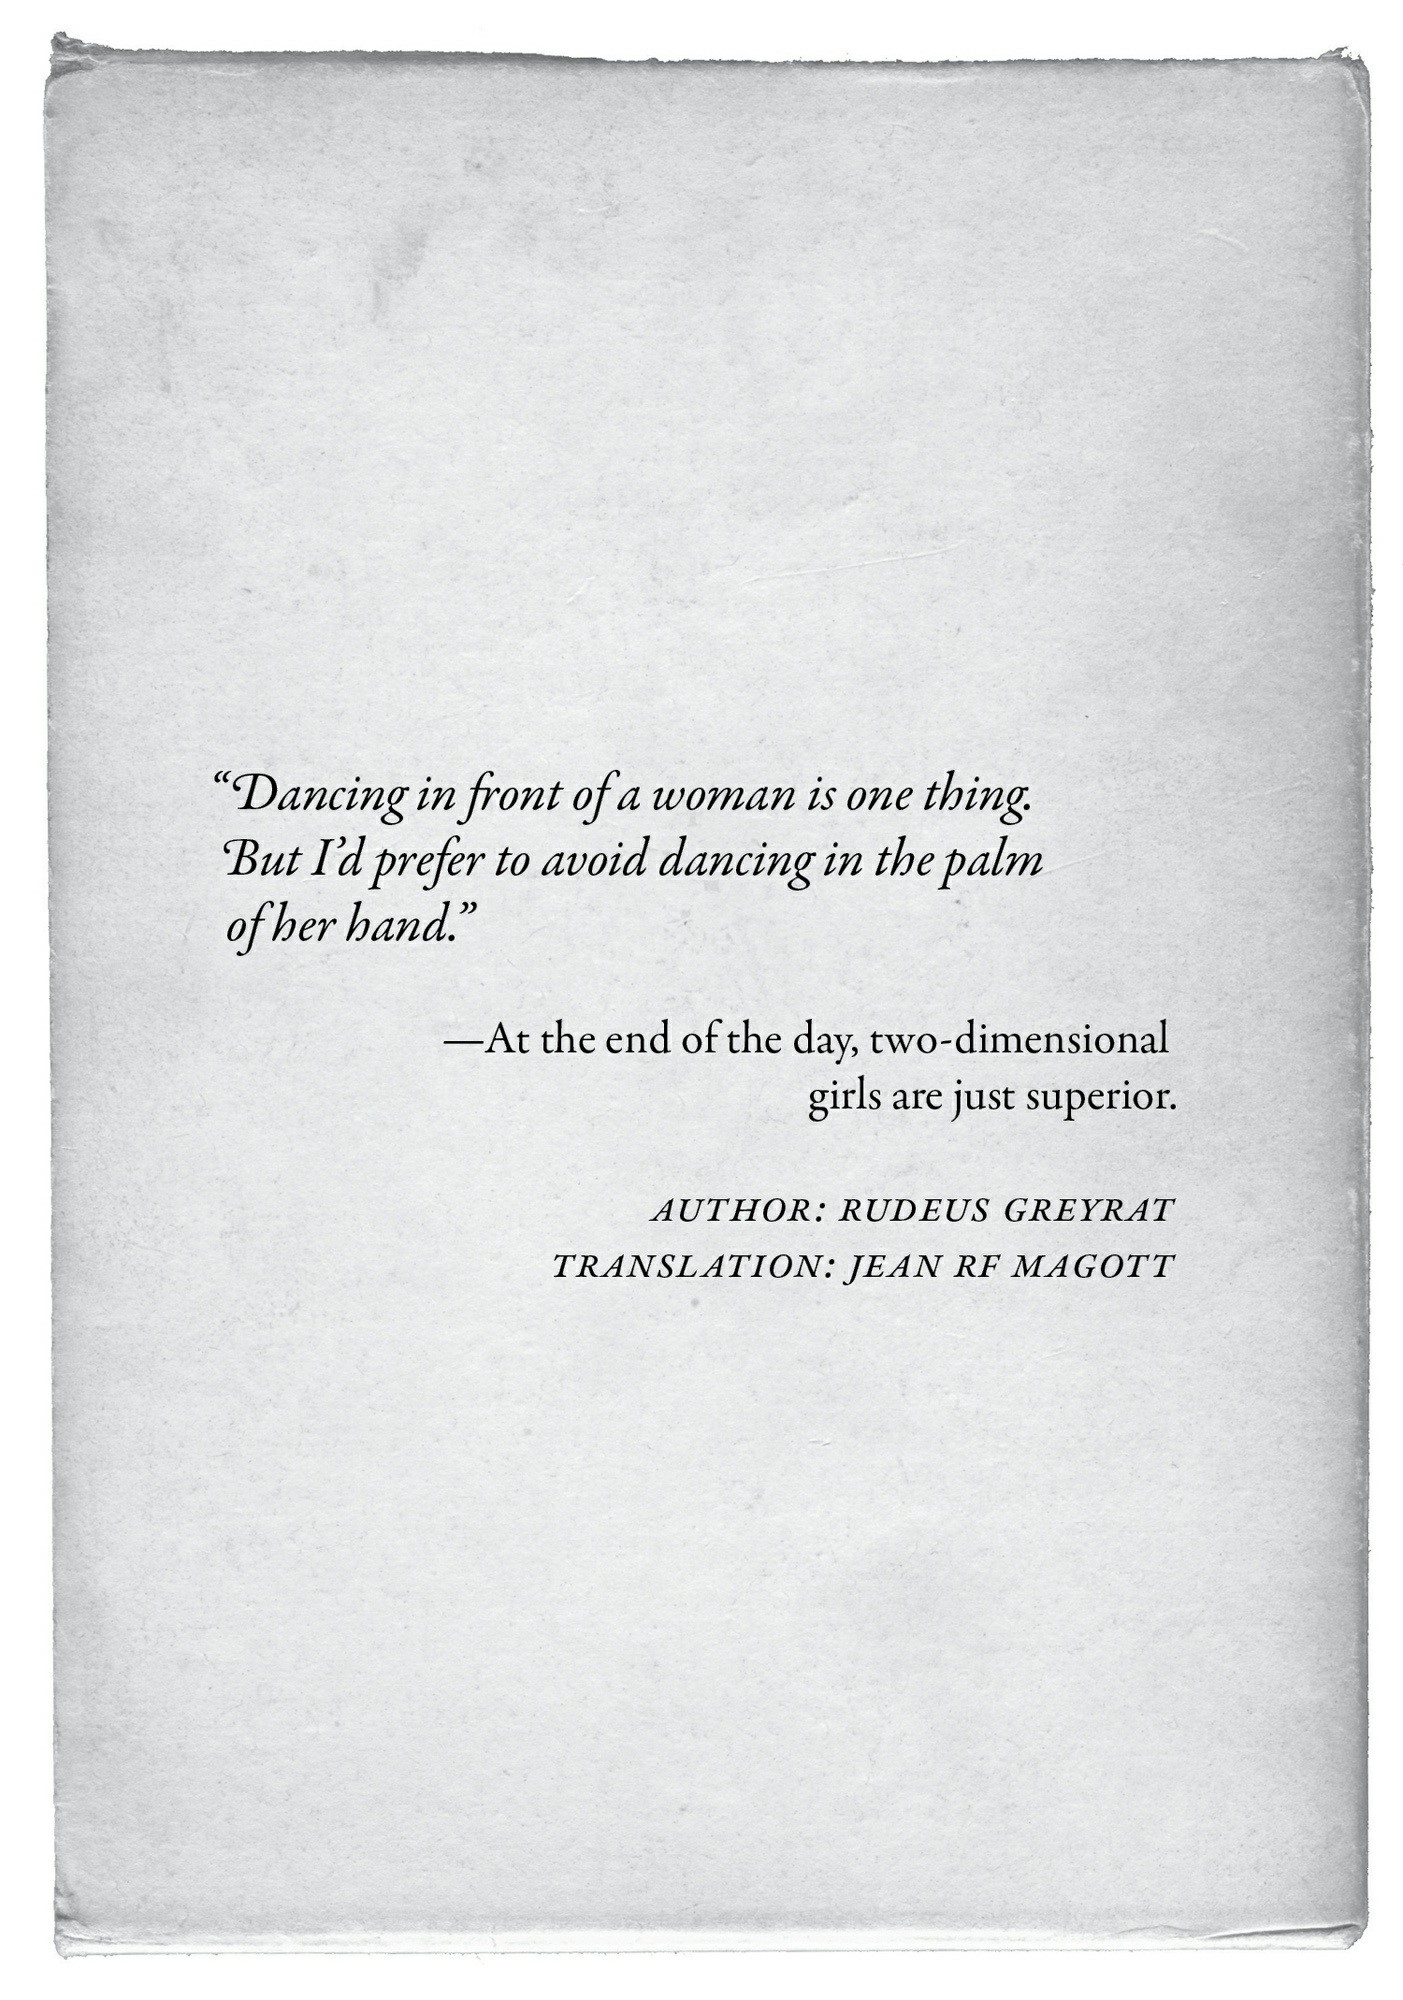 “Dancing in front of a woman is one thing.
But I’d prefer to avoid dancing in the palm
of her hand.”
—At the end of the day, two-dimensional
girls are just superior.
AUTHOR: RUDEUS GREYRAT
TRANSLATION: JEAN RF MAGOTT